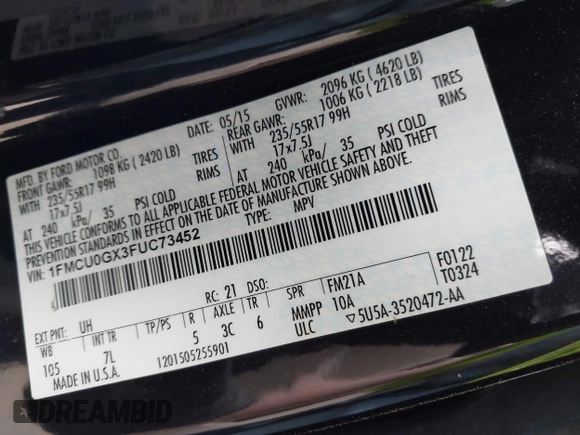 MFD. BY FORD MOTOR CO.
DATE: 05/15
GVWR: 2096 KG ( 4620 LB)
FRONT GAWR: 1098 KG ( 2420 LB)
REAR GAWR: 1006 KG ( 2218 LB)
WITH 235/55R17 99H TIRES
WITH 235/55R17 99H TIRES
17x7.5J RIMS
17x7.5J RIMS
AT 240 kPa/ 35 PSI COLD
AT 240 kPa/ 35 PSI COLD
THIS VEHICLE CONFORMS TO ALL APPLICABLE FEDERAL MOTOR VEHICLE SAFETY AND THEFT
PREVENTION STANDARDS IN EFFECT ON THE DATE OF MANUFACTURE SHOWN ABOVE.
VIN: 1FMCU0GX3FUC73452
TYPE: MPV
EXT PNT: UH
RC: 21 DSO:
F0122
WB INT TR TP/PS R AXLE TR SPR FM21A
T0324
105 7L 5 3C 6 MMPP 10A
MADE IN U.S.A. 1201505255901
ULC 5U5A-3520472-AA
DREAMBID